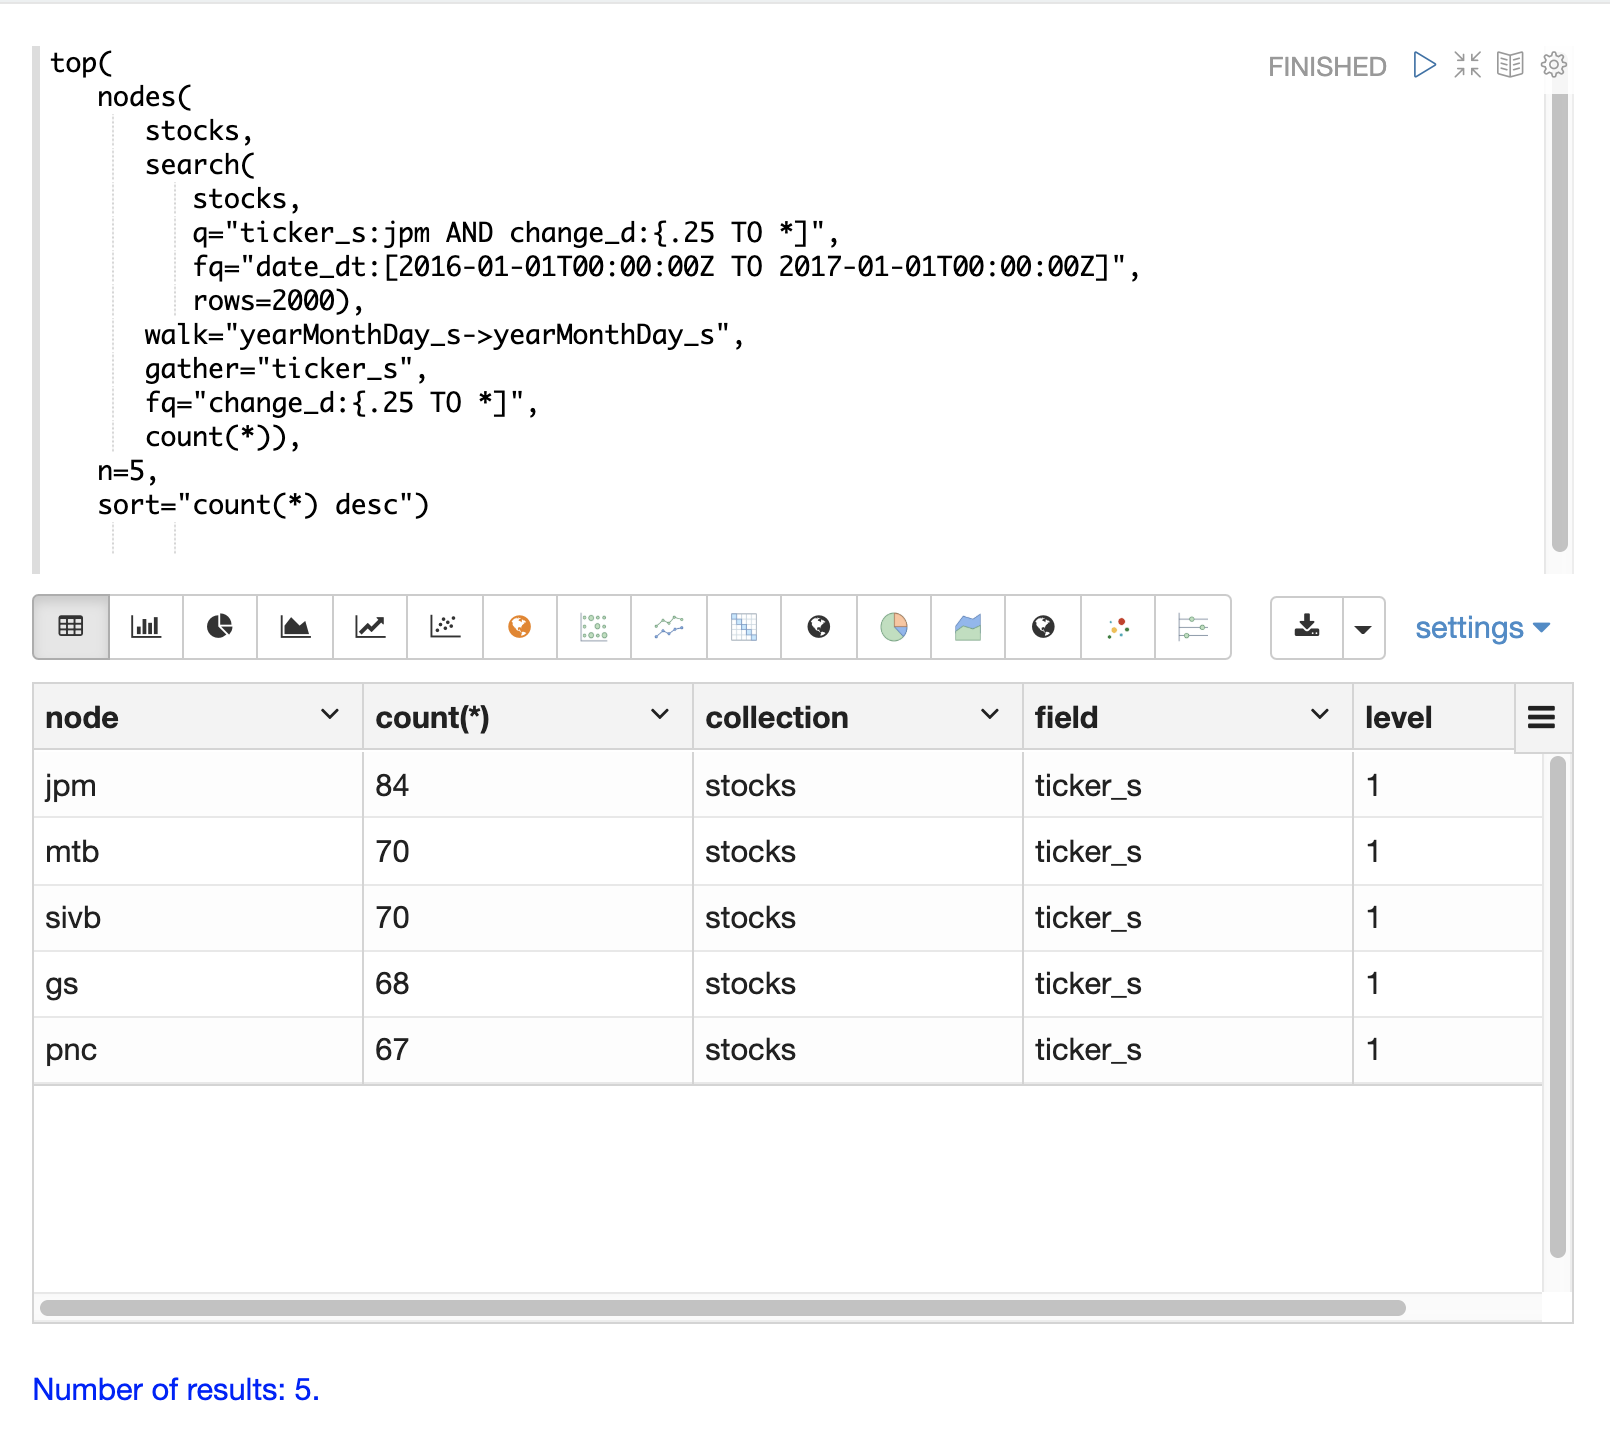 top(
FINISHED
nodes(
stocks,
search(
stocks,
q="ticker_s:jpm AND change_d:{.25 TO *]",
fq="date_dt:[2016-01-01T00:00:00Z TO 2017-01-01T00:00:00Z]",
rows=2000),
walk="yearMonthDay_s->yearMonthDay_s",
gather="ticker_s",
fq="change_d:{.25 TO *]",
count(*)),
n=5,
sort="count(*) desc")
settings
node count(*) collection field level
jpm 84 stocks ticker_s 1
mtb 70 stocks ticker_s 1
sivb 70 stocks ticker_s 1
gs 68 stocks ticker_s 1
pnc 67 stocks ticker_s 1
Number of results: 5.